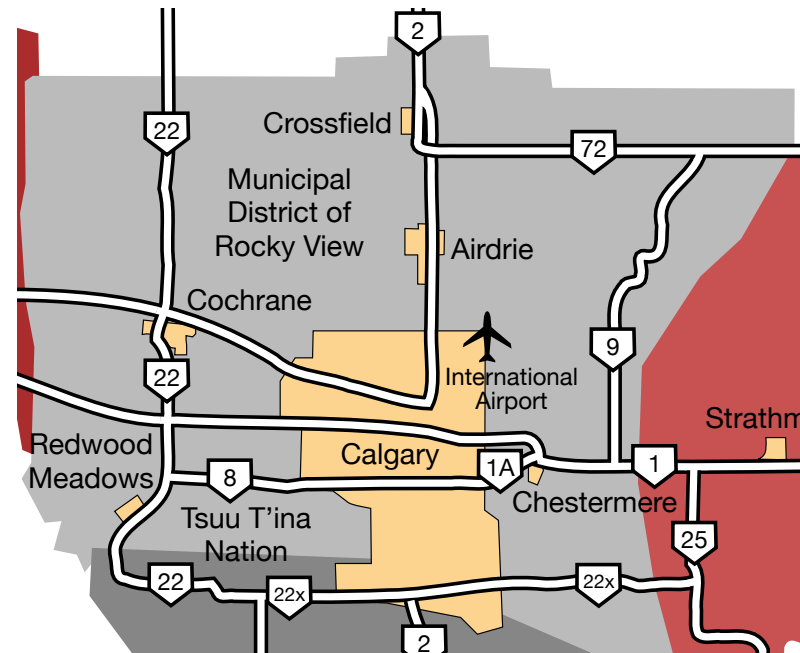 2
22
Crossfield
72
Municipal
District of
Rocky View
Airdrie
Cochrane
9
22
International
Airport
Strathm
Redwood
Meadows
Calgary
8
1A
1
Chestermere
Tsuu T'ina
Nation
25
22
22x
22x
2